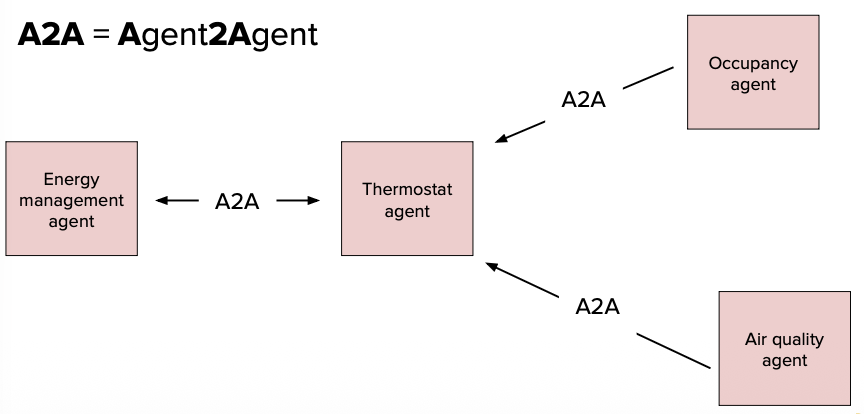 A2A = Agent2Agent
Occupancy
agent
A2A
Energy
management
agent
A2A
Thermostat
agent
A2A
Air quality
agent